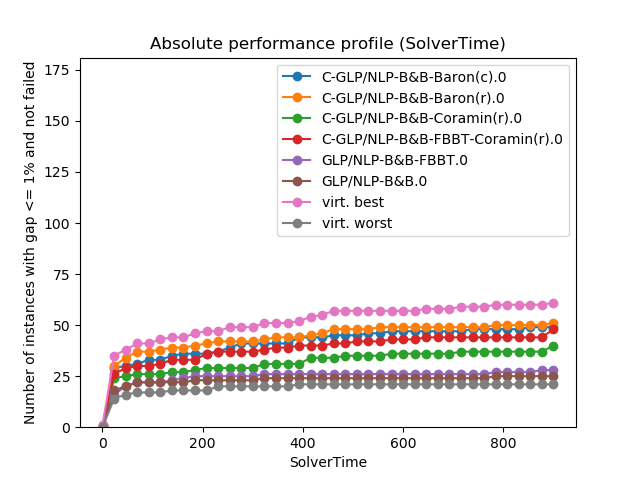 Absolute performance profile (SolverTime)
Number of instances with gap <= 1% and not failed
175
150
125
100
75
50
25
0
C-GLP/NLP-B&B-Baron(c).0
C-GLP/NLP-B&B-Baron(r).0
C-GLP/NLP-B&B-Coramin(r).0
C-GLP/NLP-B&B-FBBT-Coramin(r).0
GLP/NLP-B&B-FBBT.0
GLP/NLP-B&B.0
virt. best
virt. worst
0 200 400 600 800
SolverTime